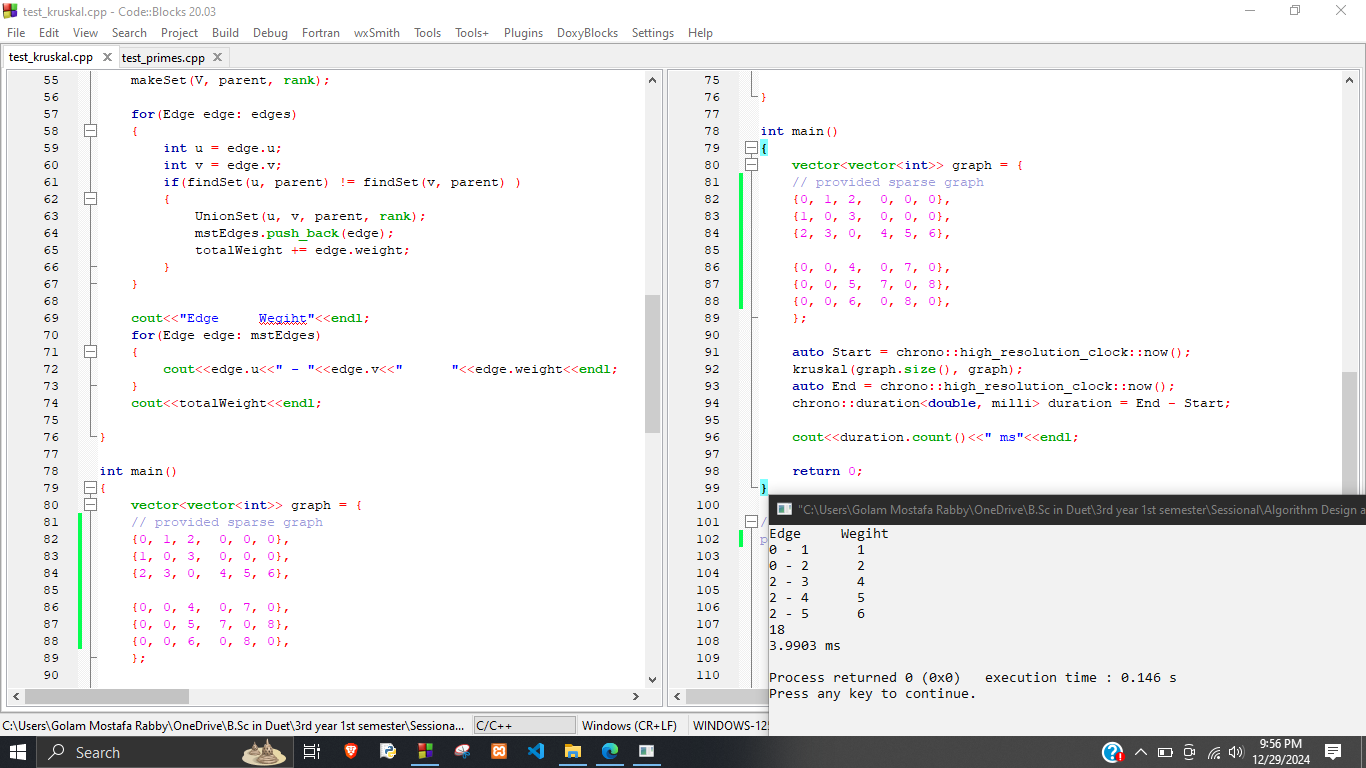 test_kruskal.cpp - Code::Blocks 20.03
File Edit View Search Project Build Debug Fortran wxSmith Tools Tools+ Plugins DoxyBlocks Settings Help
test_kruskal.cpp test_primes.cpp
55 makeSet(V, parent, rank);
56
57 for(Edge edge: edges)
58 {
59 int u = edge.u;
60 int v = edge.v;
61 if(findSet(u, parent) != findSet(v, parent) )
62 {
63 UnionSet(u, v, parent, rank);
64 mstEdges.push_back(edge);
65 totalWeight += edge.weight;
66 }
67 }
68
69 cout<<"Edge     Wegiht"<<endl;
70 for(Edge edge: mstEdges)
71 {
72 cout<<edge.u<<" - "<<edge.v<<"      "<<edge.weight<<endl;
73 }
74 cout<<totalWeight<<endl;
75
76 }
77
78 int main()
79 {
80 vector<vector<int>> graph = {
81 // provided sparse graph
82 {0, 1, 2,  0, 0, 0},
83 {1, 0, 3,  0, 0, 0},
84 {2, 3, 0,  4, 5, 6},
85
86 {0, 0, 4,  0, 7, 0},
87 {0, 0, 5,  7, 0, 8},
88 {0, 0, 6,  0, 8, 0},
89 };
90
75
76 }
77
78 int main()
79 {
80 vector<vector<int>> graph = {
81 // provided sparse graph
82 {0, 1, 2,  0, 0, 0},
83 {1, 0, 3,  0, 0, 0},
84 {2, 3, 0,  4, 5, 6},
85
86 {0, 0, 4,  0, 7, 0},
87 {0, 0, 5,  7, 0, 8},
88 {0, 0, 6,  0, 8, 0},
89 };
90
91 auto Start = chrono::high_resolution_clock::now();
92 kruskal(graph.size(), graph);
93 auto End = chrono::high_resolution_clock::now();
94 chrono::duration<double, milli> duration = End - Start;
95
96 cout<<duration.count()<<" ms"<<endl;
97
98 return 0;
99 }
100
101 /
102 p
103
104
105
106
107
108
109
110
"C:\Users\Golam Mostafa Rabby\OneDrive\B.Sc in Duet\3rd year 1st semester\Sessional\Algorithm Design a
Edge     Wegiht
0 - 1      1
0 - 2      2
2 - 3      4
2 - 4      5
2 - 5      6
18
3.9903 ms
Process returned 0 (0x0)   execution time : 0.146 s
Press any key to continue.
C:\Users\Golam Mostafa Rabby\OneDrive\B.Sc in Duet\3rd year 1st semester\Sessiona... C/C++ Windows (CR+LF) WINDOWS-125
Search
9:56 PM
12/29/2024